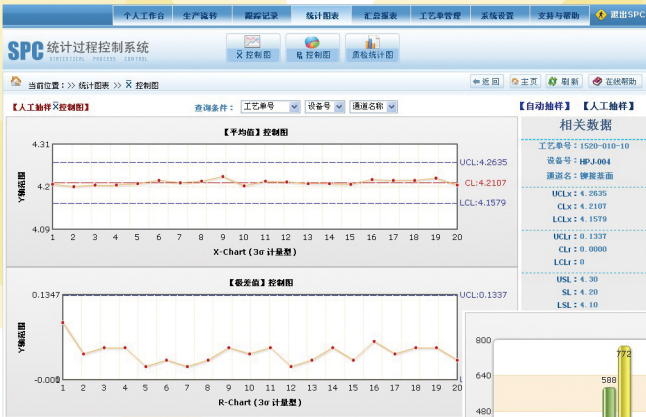 个人工作台 生产流转 跟踪记录 统计图表 汇总报表 工艺单管理 系统设置 支持与帮助 退出SPC
SPC 统计过程控制系统
STATISTICAL PROCESS CONTROL
X 控制图 R 控制图 质检统计图
当前位置：>> 统计图表 >> X 控制图 返回 主页 刷新 在线帮助
【人工抽样X控制图】 查询条件： 工艺单号 设备号 通道名称 【自动抽样】 【人工抽样】
【平均值】控制图
4.31
4.2
4.09
Y轴范围
UCL:4.2635
CL:4.2107
LCL:4.1579
1 2 3 4 5 6 7 8 9 10 11 12 13 14 15 16 17 18 19 20
X-Chart (3σ 计量型)
【极差值】控制图
0.1347
-0.000
Y轴范围
UCL:0.1337
1 2 3 4 5 6 7 8 9 10 11 12 13 14 15 16 17 18 19 20
R-Chart (3σ 计量型)
相关数据
工艺单号：1520-010-10
设备号：HPJ-004
通道名：铆接基面
UCLx：4.2635
CLx：4.2107
LCLx：4.1579
UCLr：0.1337
CLr：0.0000
LCLr：0
USL：4.30
SL：4.20
LSL：4.10
800
640
480
588
772